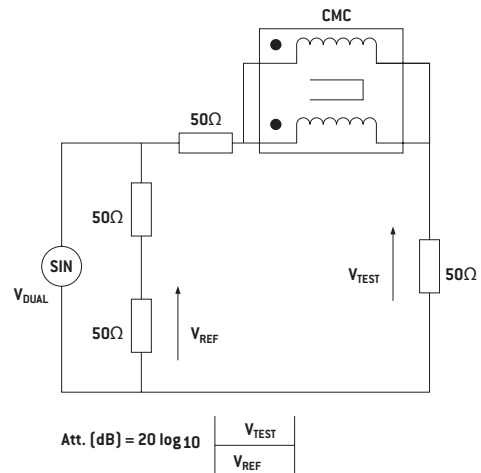 CMC
50Ω
50Ω
SIN
V_DUAL
50Ω
V_REF
V_TEST
50Ω
Att. (dB) = 20 log10 | V_TEST / V_REF |